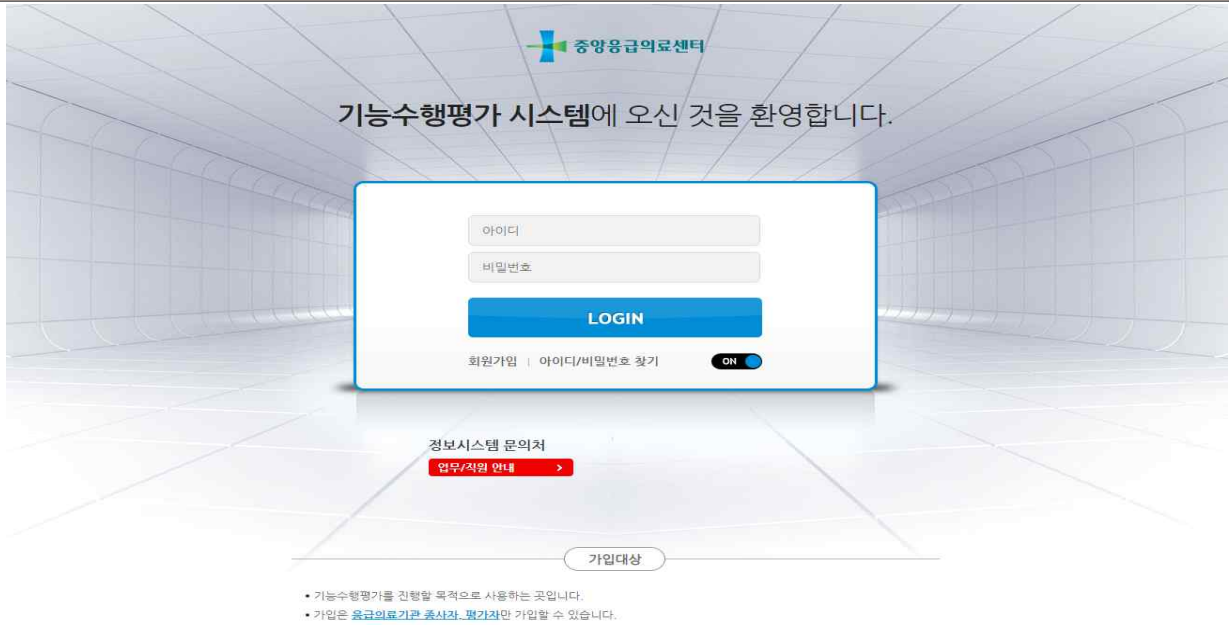 중앙응급의료센터
기능수행평가 시스템에 오신 것을 환영합니다.
아이디
비밀번호
LOGIN
회원가입 | 아이디/비밀번호 찾기 ON
정보시스템 문의처
업무/직원 안내 >
가입대상
• 기능수행평가를 진행할 목적으로 사용하는 곳입니다.
• 가입은 응급의료기관 종사자, 평가자만 가입할 수 있습니다.